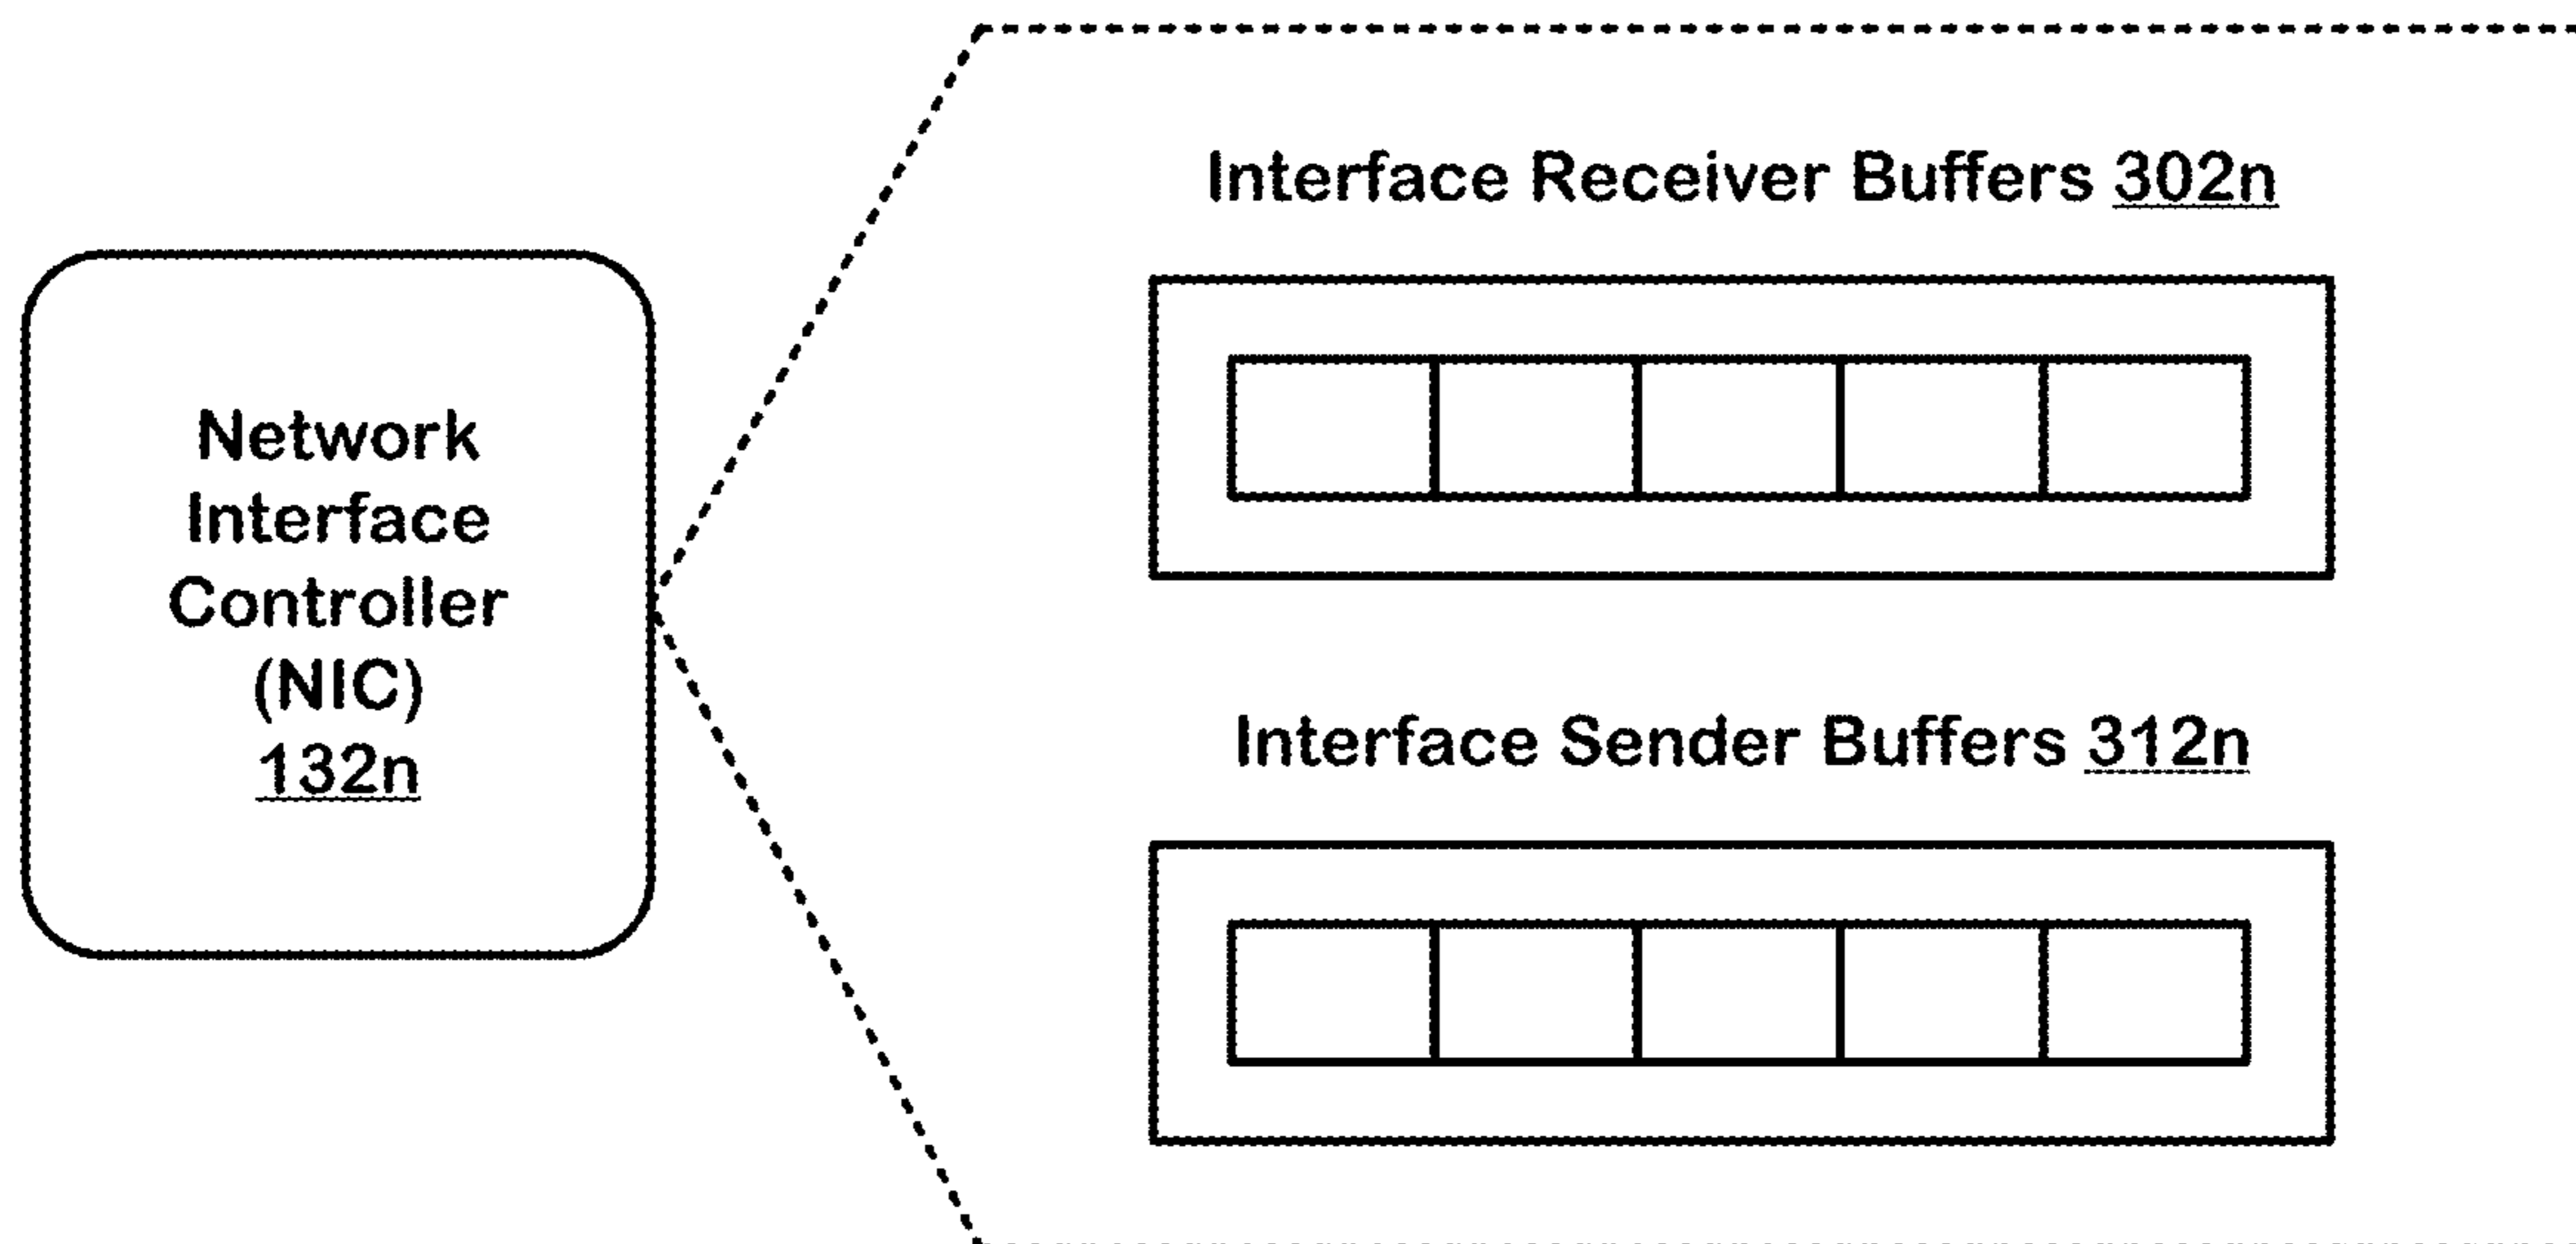 Network
Interface
Controller
(NIC)
132n
Interface Receiver Buffers 302n
Interface Sender Buffers 312n